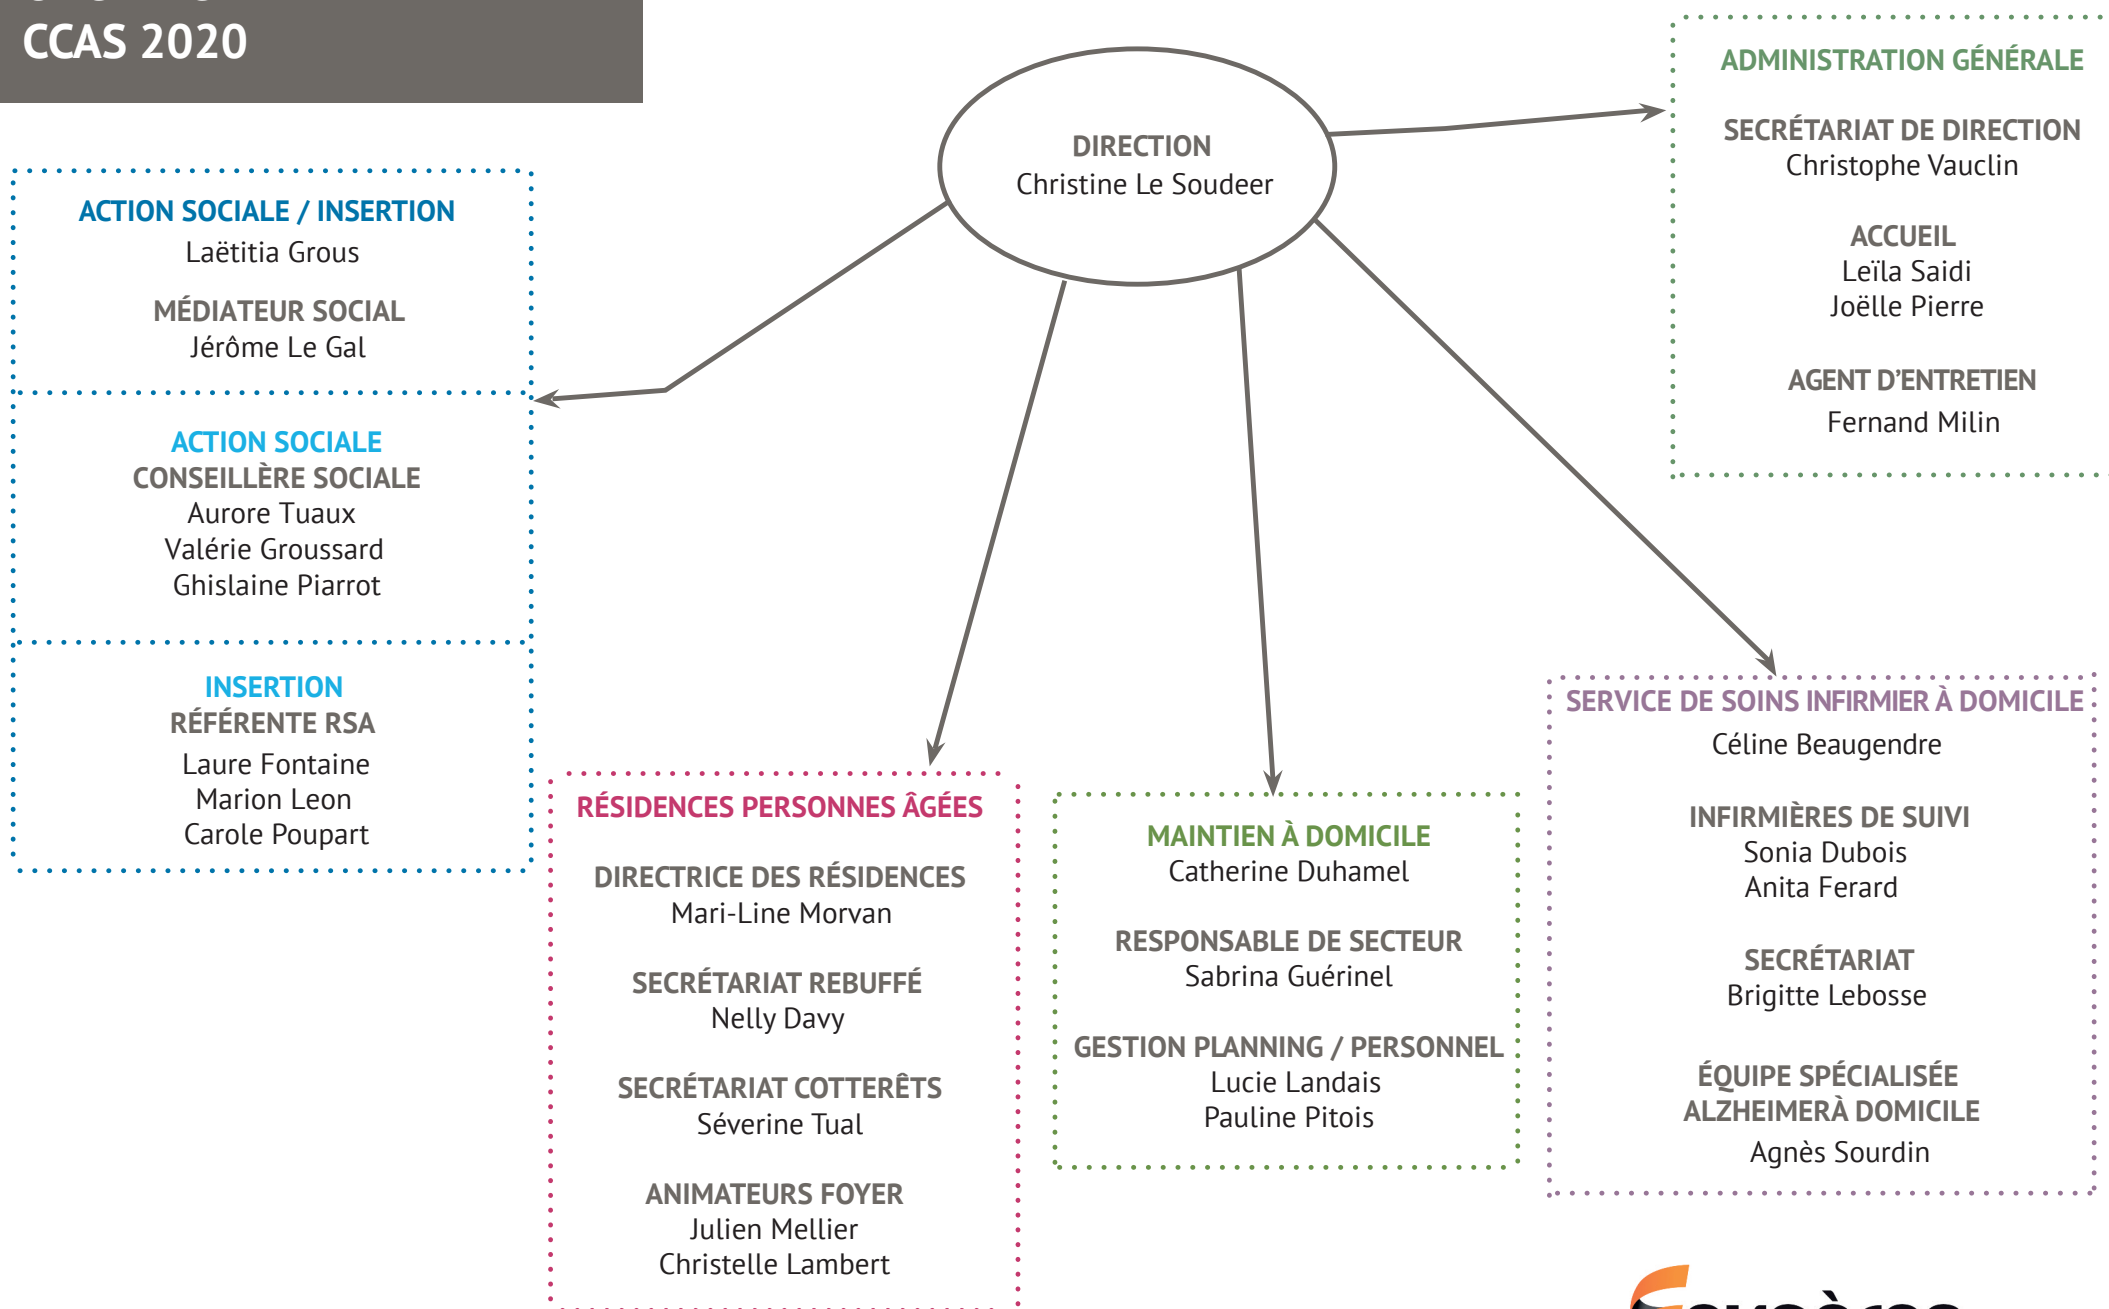 CCAS 2020
DIRECTION
Christine Le Soudeer
ADMINISTRATION GÉNÉRALE
SECRÉTARIAT DE DIRECTION
Christophe Vauclin
ACCUEIL
Leïla Saidi
Joëlle Pierre
AGENT D’ENTRETIEN
Fernand Milin
ACTION SOCIALE / INSERTION
Laëtitia Grous
MÉDIATEUR SOCIAL
Jérôme Le Gal
ACTION SOCIALE
CONSEILLÈRE SOCIALE
Aurore Tuaux
Valérie Groussard
Ghislaine Piarrot
INSERTION
RÉFÉRENTE RSA
Laure Fontaine
Marion Leon
Carole Poupart
RÉSIDENCES PERSONNES ÂGÉES
DIRECTRICE DES RÉSIDENCES
Mari-Line Morvan
SECRÉTARIAT REBUFFÉ
Nelly Davy
SECRÉTARIAT COTTERÊTS
Séverine Tual
ANIMATEURS FOYER
Julien Mellier
Christelle Lambert
MAINTIEN À DOMICILE
Catherine Duhamel
RESPONSABLE DE SECTEUR
Sabrina Guérinel
GESTION PLANNING / PERSONNEL
Lucie Landais
Pauline Pitois
SERVICE DE SOINS INFIRMIER À DOMICILE
Céline Beaugendre
INFIRMIÈRES DE SUIVI
Sonia Dubois
Anita Ferard
SECRÉTARIAT
Brigitte Lebosse
ÉQUIPE SPÉCIALISÉE
ALZHEIMERÀ DOMICILE
Agnès Sourdin